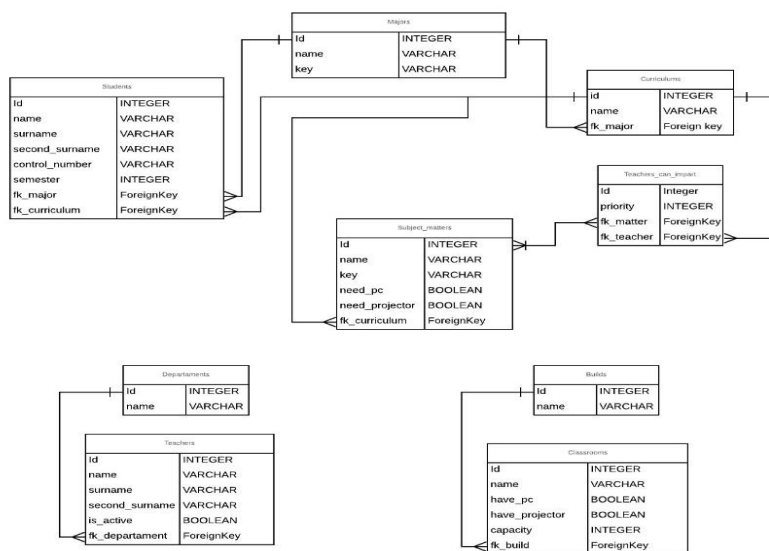 Majors
Id INTEGER
name VARCHAR
key VARCHAR
Students
Id INTEGER
name VARCHAR
surname VARCHAR
second_surname VARCHAR
control_number VARCHAR
semester INTEGER
fk_major ForeignKey
fk_curriculum ForeignKey
Curriculums
id INTEGER
name VARCHAR
fk_major Foreign key
Teachers_can_impart
Id Integer
priority INTEGER
fk_matter ForeignKey
fk_teacher ForeignKey
Subject_matters
Id INTEGER
name VARCHAR
key VARCHAR
need_pc BOOLEAN
need_projector BOOLEAN
fk_curriculum ForeignKey
Departaments
Id INTEGER
name VARCHAR
Teachers
Id INTEGER
name VARCHAR
surname VARCHAR
second_surname VARCHAR
is_active BOOLEAN
fk_departament ForeignKey
Builds
Id INTEGER
name VARCHAR
Classrooms
Id INTEGER
name VARCHAR
have_pc BOOLEAN
have_projector BOOLEAN
capacity INTEGER
fk_build ForeignKey